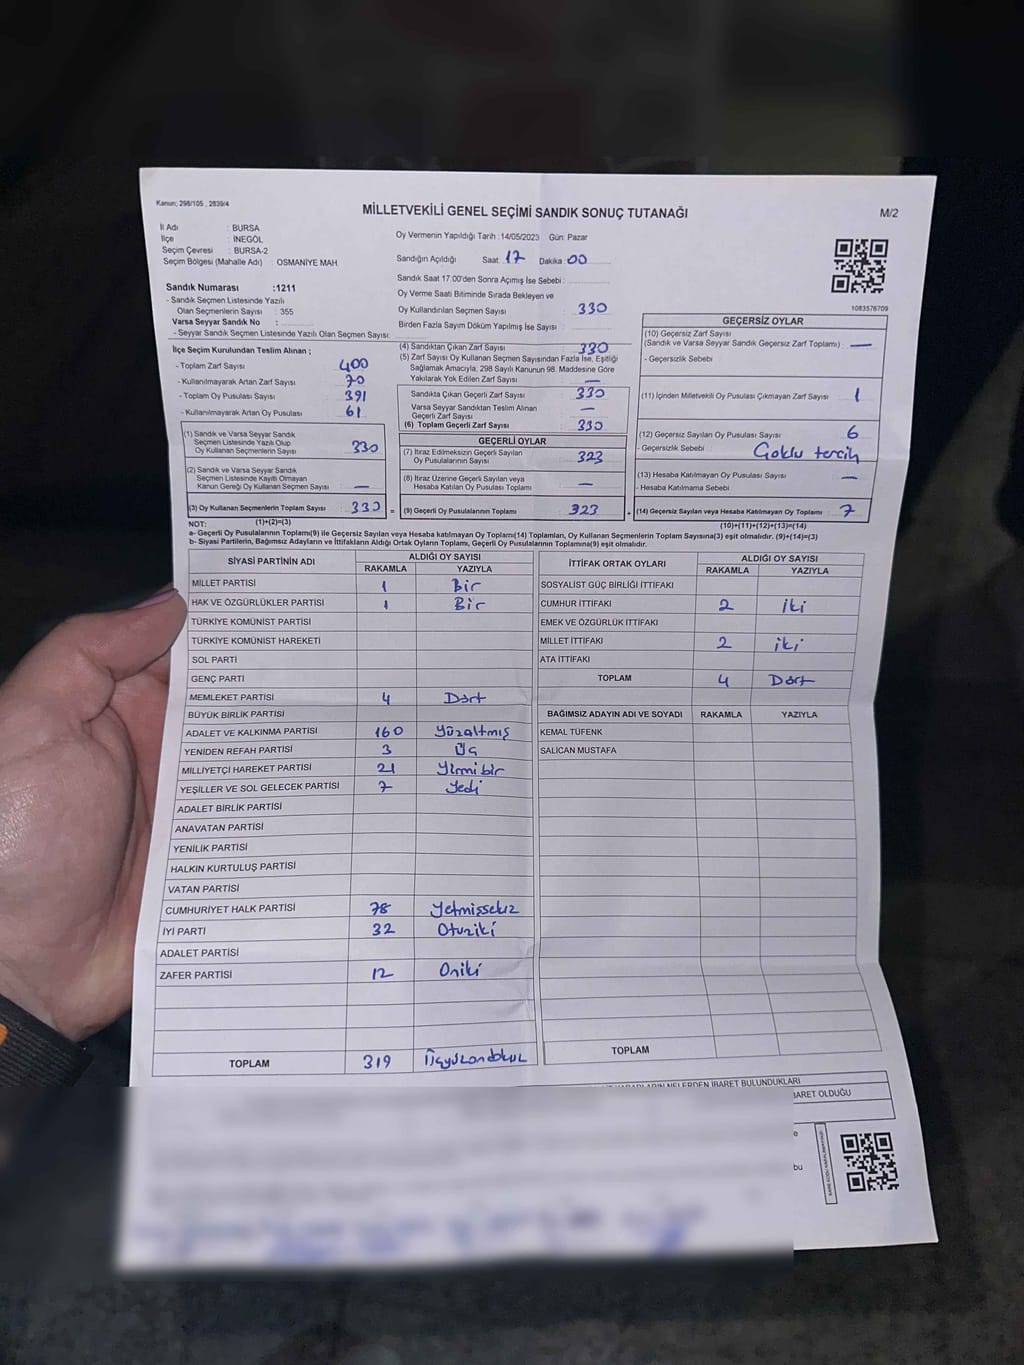 Kanun; 298/105 , 2839/4
MİLLETVEKİLİ GENEL SEÇİMİ SANDIK SONUÇ TUTANAĞI
M/2
İl Adı : BURSA
İlçe : İNEGÖL
Seçim Çevresi : BURSA-2
Seçim Bölgesi (Mahalle Adı) : OSMANİYE MAH.
Oy Vermenin Yapıldığı Tarih : 14/05/2023 Gün: Pazar
Sandığın Açıldığı Saat: 17 Dakika: 00
Sandık Saat 17.00'den Sonra Açımış İse Sebebi:
Oy Verme Saati Bitiminde Sırada Bekleyen ve
Oy Kullandırılan Seçmen Sayısı : 330
Birden Fazla Sayım Döküm Yapılmış İse Sayısı :
1083576709
Sandık Numarası :1211
- Sandık Seçmen Listesinde Yazılı
Olan Seçmenlerin Sayısı : 355
Varsa Seyyar Sandık No :
- Seyyar Sandık Seçmen Listesinde Yazılı Olan Seçmen Sayısı:
İlçe Seçim Kurulundan Teslim Alınan ;
- Toplam Zarf Sayısı : 400
- Kullanılmayarak Artan Zarf Sayısı : 70
- Toplam Oy Pusulası Sayısı : 391
- Kullanılmayarak Artan Oy Pusulası : 61
(1) Sandık ve Varsa Seyyar Sandık
Seçmen Listesinde Yazılı Olup
Oy Kullanan Seçmenlerin Sayısı : 330
(2) Sandık ve Varsa Seyyar Sandık
Seçmen Listesinde Kayıtlı Olmayan
Kanun Gereği Oy Kullanan Seçmen Sayısı : —
(3) Oy Kullanan Seçmenlerin Toplam Sayısı : 330 =
(4) Sandıktan Çıkan Zarf Sayısı : 330
(5) Zarf Sayısı Oy Kullanan Seçmen Sayısından Fazla İse, Eşitliği
Sağlamak Amacıyla, 298 Sayılı Kanunun 98. Maddesine Göre
Yakılarak Yok Edilen Zarf Sayısı : —
Sandıkta Çıkan Geçerli Zarf Sayısı : 330
Varsa Seyyar Sandıktan Teslim Alınan
Geçerli Zarf Sayısı : —
(6) Toplam Geçerli Zarf Sayısı : 330
GEÇERLİ OYLAR
(7) İtiraz Edilmeksizin Geçerli Sayılan
Oy Pusulalarının Sayısı : 323
(8) İtiraz Üzerine Geçerli Sayılan veya
Hesaba Katılan Oy Pusulası Toplamı : —
(9) Geçerli Oy Pusulalarının Toplamı : 323 +
GEÇERSİZ OYLAR
(10) Geçersiz Zarf Sayısı
(Sandık ve Varsa Seyyar Sandık Geçersiz Zarf Toplamı) : —
- Geçersizlik Sebebi :
(11) İçinden Milletvekili Oy Pusulası Çıkmayan Zarf Sayısı : 1
(12) Geçersiz Sayılan Oy Pusulası Sayısı : 6
- Geçersizlik Sebebi : Çoklu tercih
(13) Hesaba Katılmayan Oy Pusulası Sayısı : —
- Hesaba Katılmama Sebebi :
(14) Geçersiz Sayılan veya Hesaba Katılmayan Oy Toplamı : 7
NOT: (1)+(2)=(3)
(10)+(11)+(12)+(13)=(14)
a- Geçerli Oy Pusulalarının Toplamı(9) ile Geçersiz Sayılan veya Hesaba katılmayan Oy Toplamı(14) Toplamları, Oy Kullanan Seçmenlerin Toplam Sayısına(3) eşit olmalıdır. (9)+(14)=(3)
b- Siyasi Partilerin, Bağımsız Adayların ve İttifakların Aldığı Ortak Oyların Toplamı, Geçerli Oy Pusulalarının Toplamına(9) eşit olmalıdır.
SİYASİ PARTİNİN ADI ALDIĞI OY SAYISI
RAKAMLA YAZIYLA
MİLLET PARTİSİ 1 Bir
HAK VE ÖZGÜRLÜKLER PARTİSİ 1 Bir
TÜRKİYE KOMÜNİST PARTİSİ
TÜRKİYE KOMÜNİST HAREKETİ
SOL PARTİ
GENÇ PARTİ
MEMLEKET PARTİSİ 4 Dört
BÜYÜK BİRLİK PARTİSİ
ADALET VE KALKINMA PARTİSİ 160 Yüzaltmış
YENİDEN REFAH PARTİSİ 3 Üç
MİLLİYETÇİ HAREKET PARTİSİ 21 Yirmibir
YEŞİLLER VE SOL GELECEK PARTİSİ 7 Yedi
ADALET BİRLİK PARTİSİ
ANAVATAN PARTİSİ
YENİLİK PARTİSİ
HALKIN KURTULUŞ PARTİSİ
VATAN PARTİSİ
CUMHURİYET HALK PARTİSİ 78 Yetmişsekiz
İYİ PARTİ 32 Otuziki
ADALET PARTİSİ
ZAFER PARTİSİ 12 Oniki
TOPLAM 319 Üçyüzondokuz
İTTİFAK ORTAK OYLARI ALDIĞI OY SAYISI
RAKAMLA YAZIYLA
SOSYALİST GÜÇ BİRLİĞİ İTTİFAKI
CUMHUR İTTİFAKI 2 iki
EMEK VE ÖZGÜRLÜK İTTİFAKI
MİLLET İTTİFAKI 2 iki
ATA İTTİFAKI
TOPLAM 4 Dört
BAĞIMSIZ ADAYIN ADI VE SOYADI RAKAMLA YAZIYLA
KEMAL TÜFENK
SALİCAN MUSTAFA
TOPLAM
NELERDEN İBARET BULUNDUKLARI
İBARET OLDUĞU